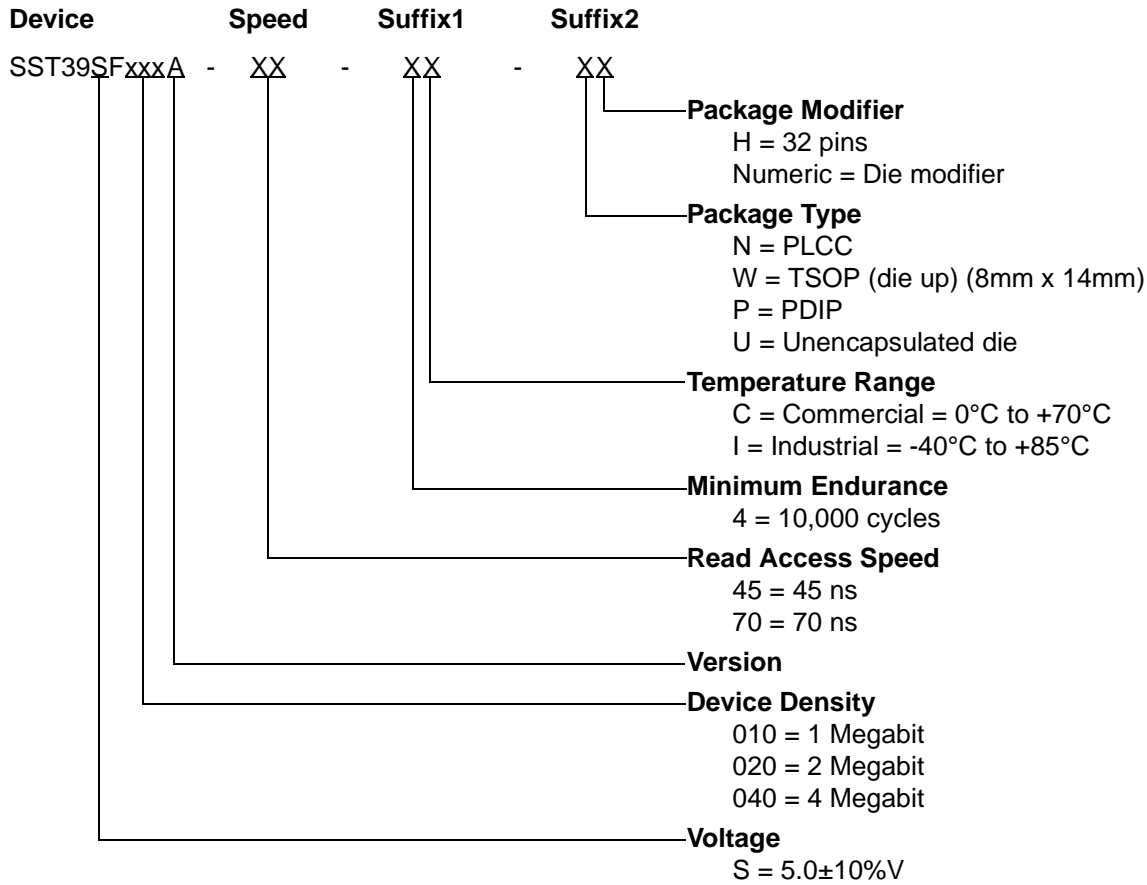 Device Speed Suffix1 Suffix2
SST39SFxxxA - XX - XX - XX
Package Modifier
H = 32 pins
Numeric = Die modifier
Package Type
N = PLCC
W = TSOP (die up) (8mm x 14mm)
P = PDIP
U = Unencapsulated die
Temperature Range
C = Commercial = 0°C to +70°C
I = Industrial = -40°C to +85°C
Minimum Endurance
4 = 10,000 cycles
Read Access Speed
45 = 45 ns
70 = 70 ns
Version
Device Density
010 = 1 Megabit
020 = 2 Megabit
040 = 4 Megabit
Voltage
S = 5.0±10%V